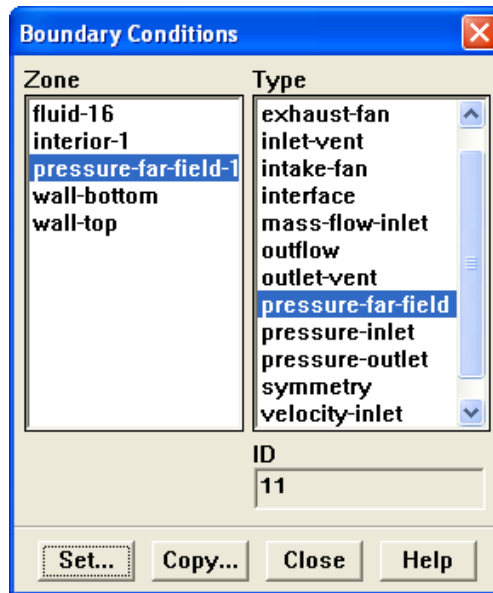 Boundary Conditions
Zone
Type
fluid-16
interior-1
pressure-far-field-1
wall-bottom
wall-top
exhaust-fan
inlet-vent
intake-fan
interface
mass-flow-inlet
outflow
outlet-vent
pressure-far-field
pressure-inlet
pressure-outlet
symmetry
velocity-inlet
ID
11
Set...
Copy...
Close
Help